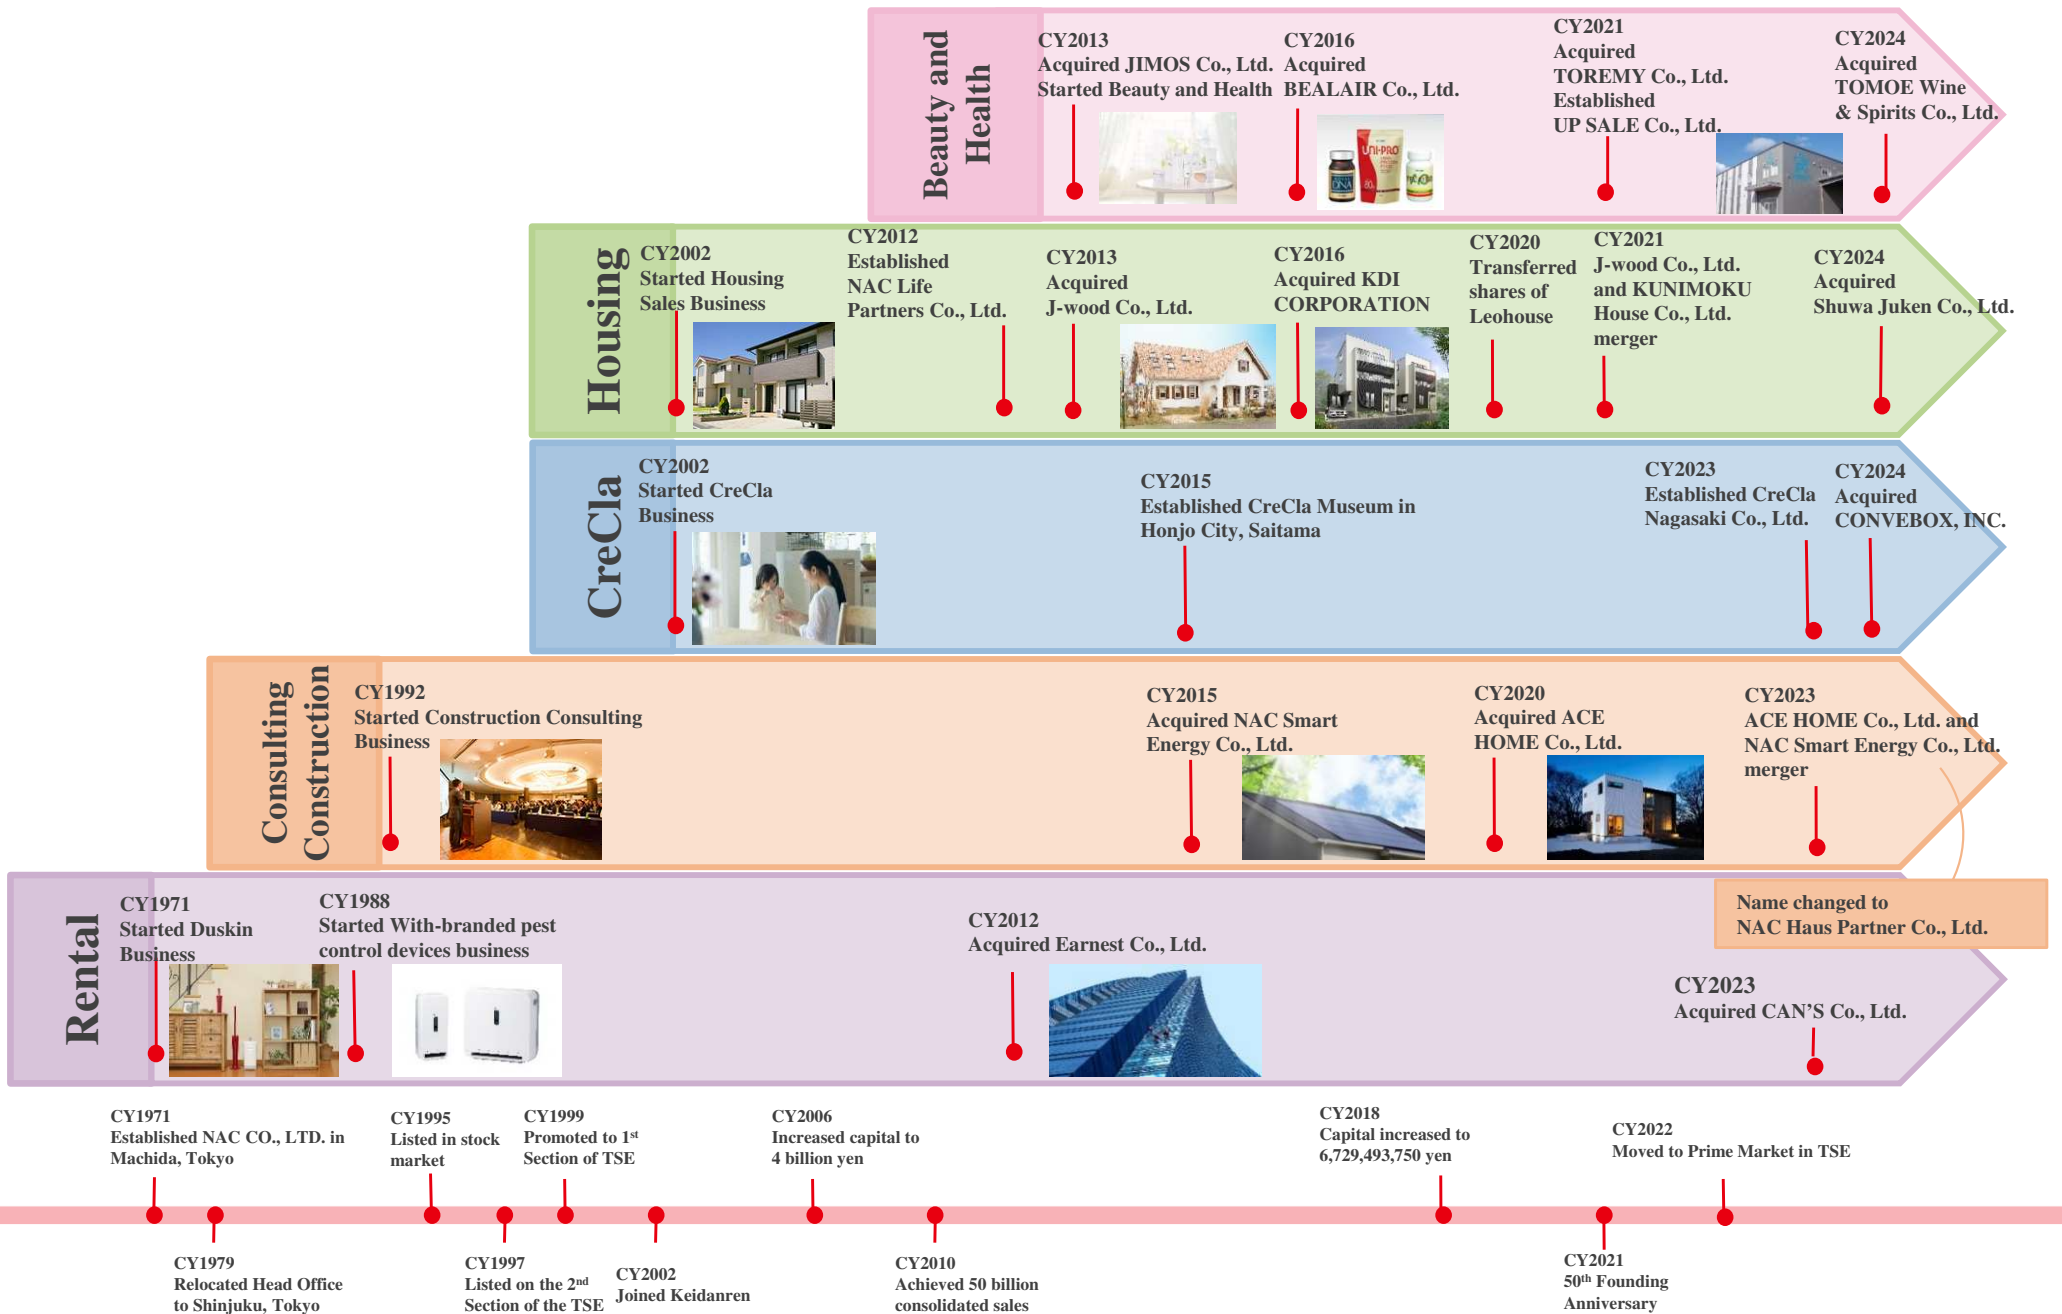 Beauty and
Health
CY2013
Acquired JIMOS Co., Ltd.
Started Beauty and Health
CY2016
Acquired
BEALAIR Co., Ltd.
UNI-PRO
DNA
CY2021
Acquired
TOREMY Co., Ltd.
Established
UP SALE Co., Ltd.
CY2024
Acquired
TOMOE Wine
& Spirits Co., Ltd.
Housing
CY2002
Started Housing
Sales Business
CY2012
Established
NAC Life
Partners Co., Ltd.
CY2013
Acquired
J-wood Co., Ltd.
CY2016
Acquired KDI
CORPORATION
CY2020
Transferred
shares of
Leohouse
CY2021
J-wood Co., Ltd.
and KUNIMOKU
House Co., Ltd.
merger
CY2024
Acquired
Shuwa Juken Co., Ltd.
CreCla
CY2002
Started CreCla
Business
CY2015
Established CreCla Museum in
Honjo City, Saitama
CY2023
Established CreCla
Nagasaki Co., Ltd.
CY2024
Acquired
CONVEBOX, INC.
Consulting
Construction
CY1992
Started Construction Consulting
Business
CY2015
Acquired NAC Smart
Energy Co., Ltd.
CY2020
Acquired ACE
HOME Co., Ltd.
CY2023
ACE HOME Co., Ltd. and
NAC Smart Energy Co., Ltd.
merger
Name changed to
NAC Haus Partner Co., Ltd.
Rental
CY1971
Started Duskin
Business
CY1988
Started With-branded pest
control devices business
CY2012
Acquired Earnest Co., Ltd.
CY2023
Acquired CAN'S Co., Ltd.
CY1971
Established NAC CO., LTD. in
Machida, Tokyo
CY1995
Listed in stock
market
CY1999
Promoted to 1st
Section of TSE
CY2006
Increased capital to
4 billion yen
CY2018
Capital increased to
6,729,493,750 yen
CY2022
Moved to Prime Market in TSE
CY1979
Relocated Head Office
to Shinjuku, Tokyo
CY1997
Listed on the 2nd
Section of the TSE
CY2002
Joined Keidanren
CY2010
Achieved 50 billion
consolidated sales
CY2021
50th Founding
Anniversary